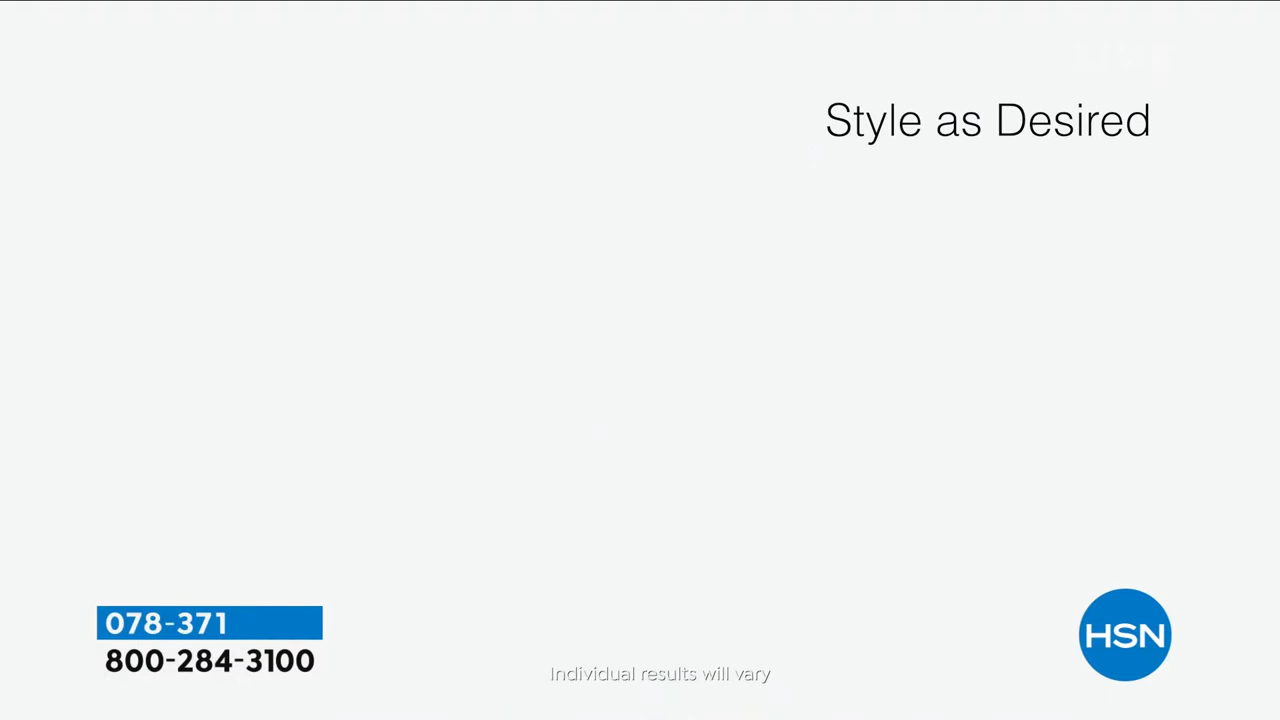 Style as Desired
078-371
800-284-3100
Individual results will vary
HSN